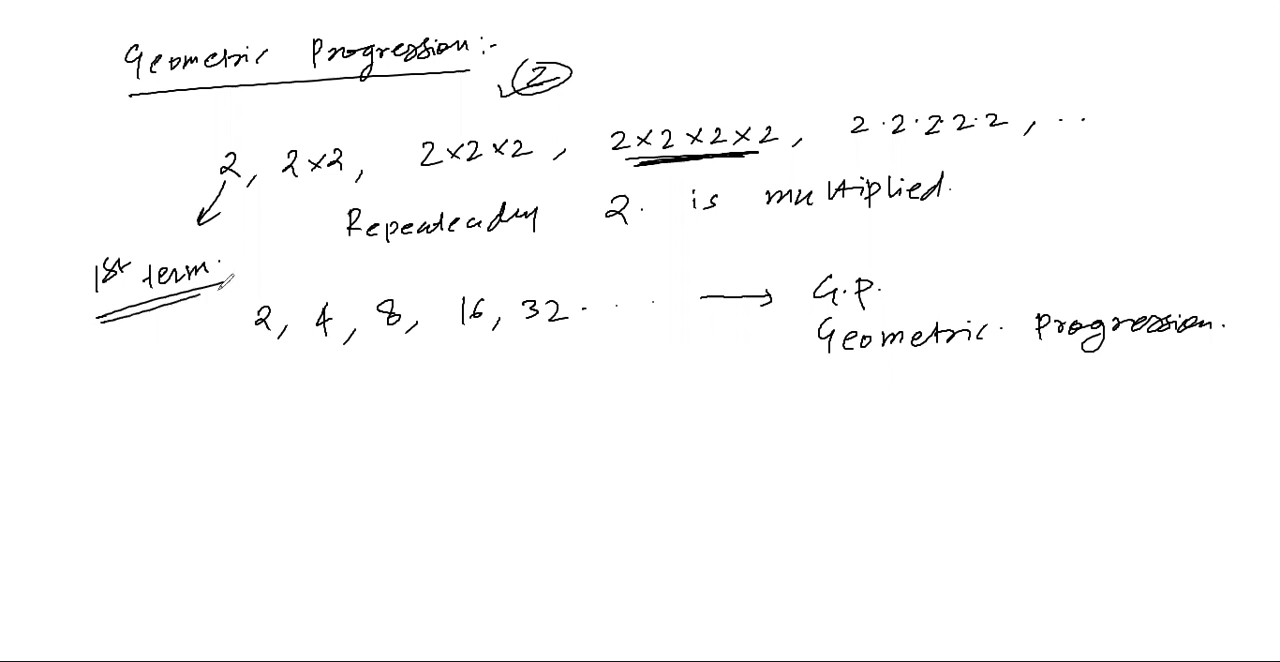 Geometric Progression:-
2
2, 2×2, 2×2×2, 2×2×2×2, 2·2·2·2·2, ..
Repeatedly 2. is multiplied.
1st term.
2, 4, 8, 16, 32..... → G.P.
Geometric. Progression.